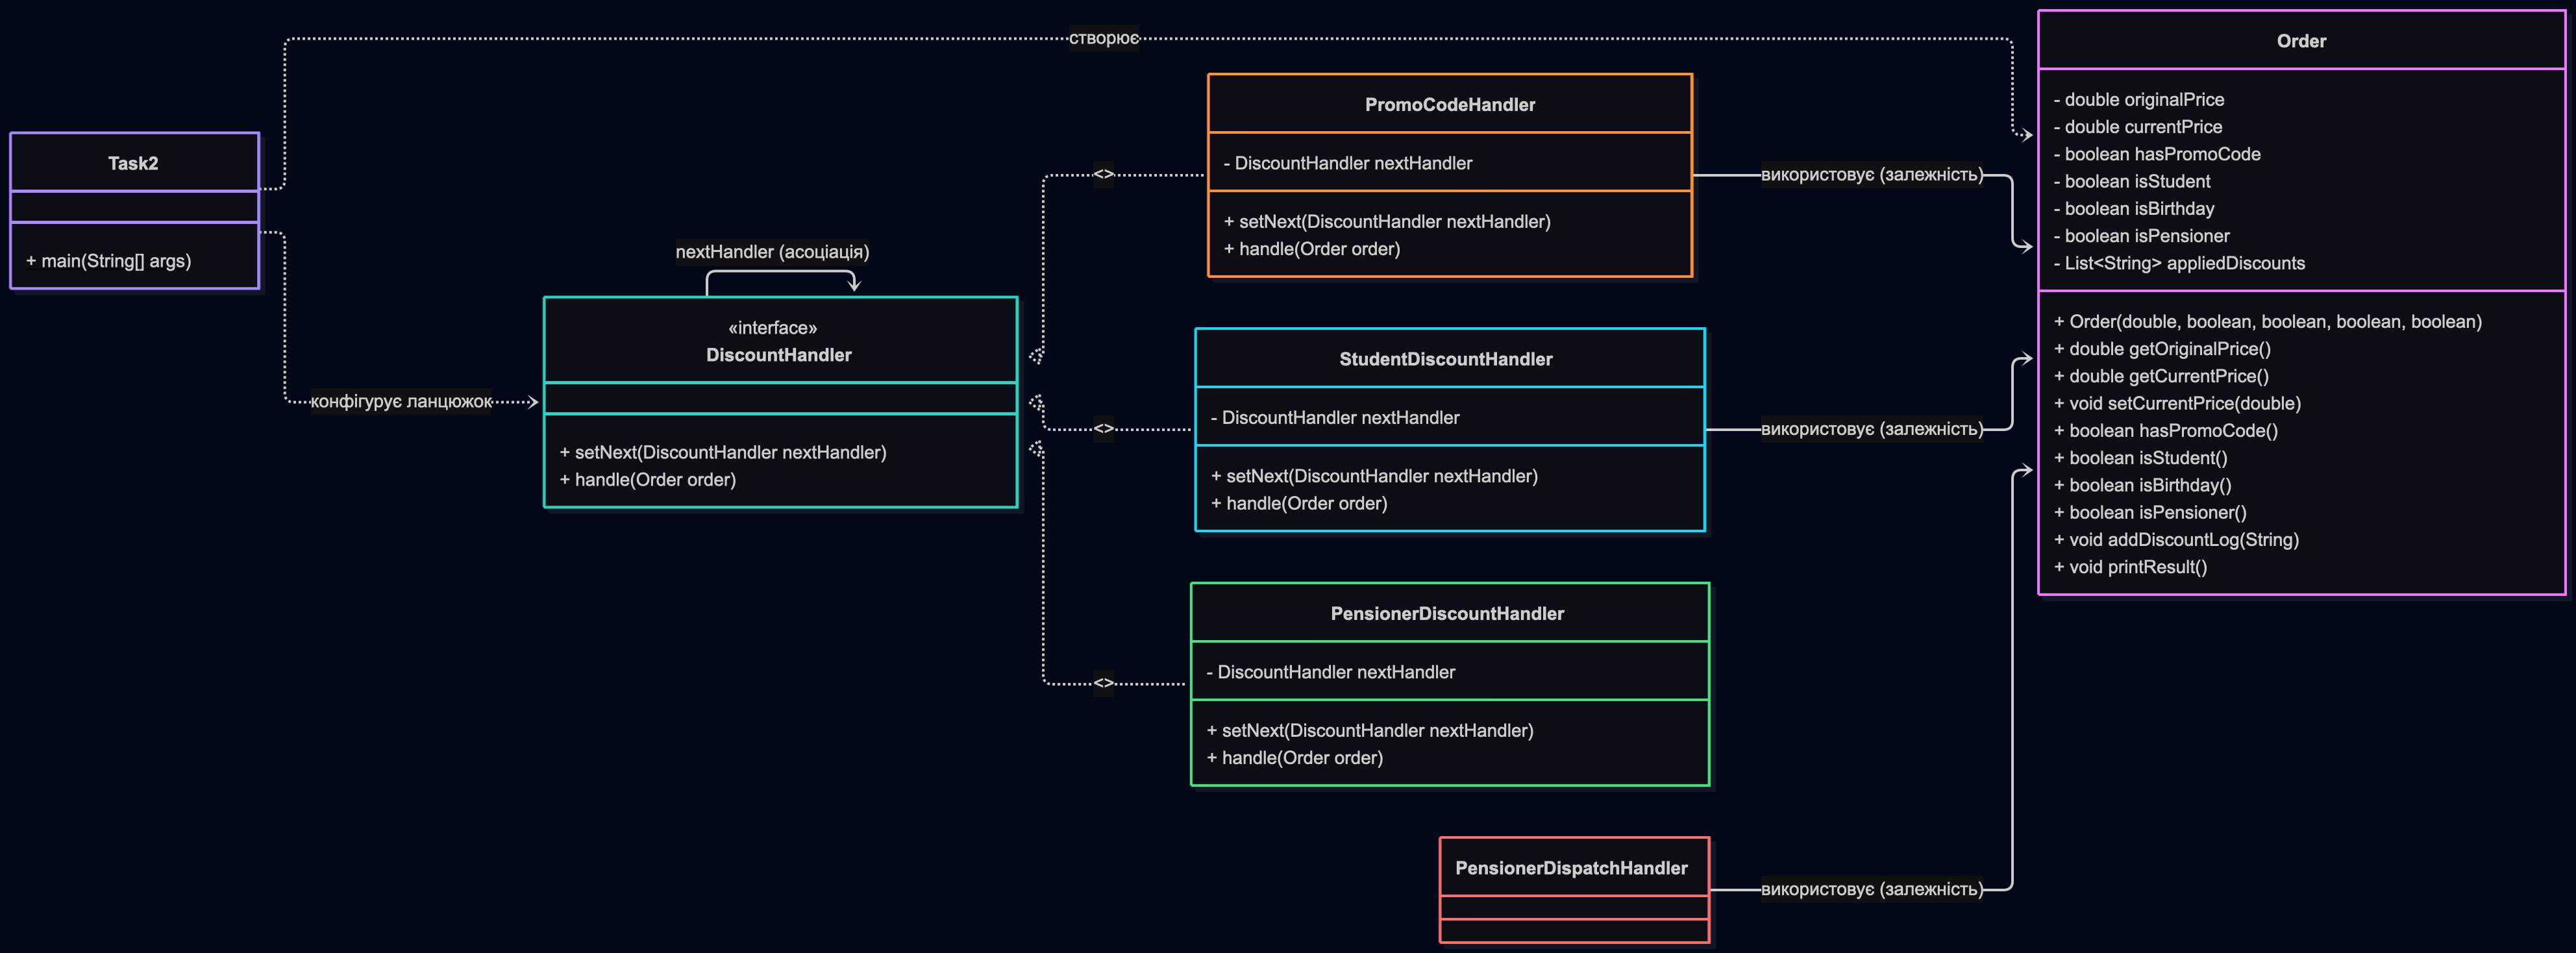 створює
Task2
+ main(String[] args)
конфігурує ланцюжок
nextHandler (асоціація)
«interface»
DiscountHandler
+ setNext(DiscountHandler nextHandler)
+ handle(Order order)
<>
<>
<>
PromoCodeHandler
- DiscountHandler nextHandler
+ setNext(DiscountHandler nextHandler)
+ handle(Order order)
StudentDiscountHandler
- DiscountHandler nextHandler
+ setNext(DiscountHandler nextHandler)
+ handle(Order order)
PensionerDiscountHandler
- DiscountHandler nextHandler
+ setNext(DiscountHandler nextHandler)
+ handle(Order order)
PensionerDispatchHandler
використовує (залежність)
використовує (залежність)
використовує (залежність)
Order
- double originalPrice
- double currentPrice
- boolean hasPromoCode
- boolean isStudent
- boolean isBirthday
- boolean isPensioner
- List<String> appliedDiscounts
+ Order(double, boolean, boolean, boolean, boolean)
+ double getOriginalPrice()
+ double getCurrentPrice()
+ void setCurrentPrice(double)
+ boolean hasPromoCode()
+ boolean isStudent()
+ boolean isBirthday()
+ boolean isPensioner()
+ void addDiscountLog(String)
+ void printResult()